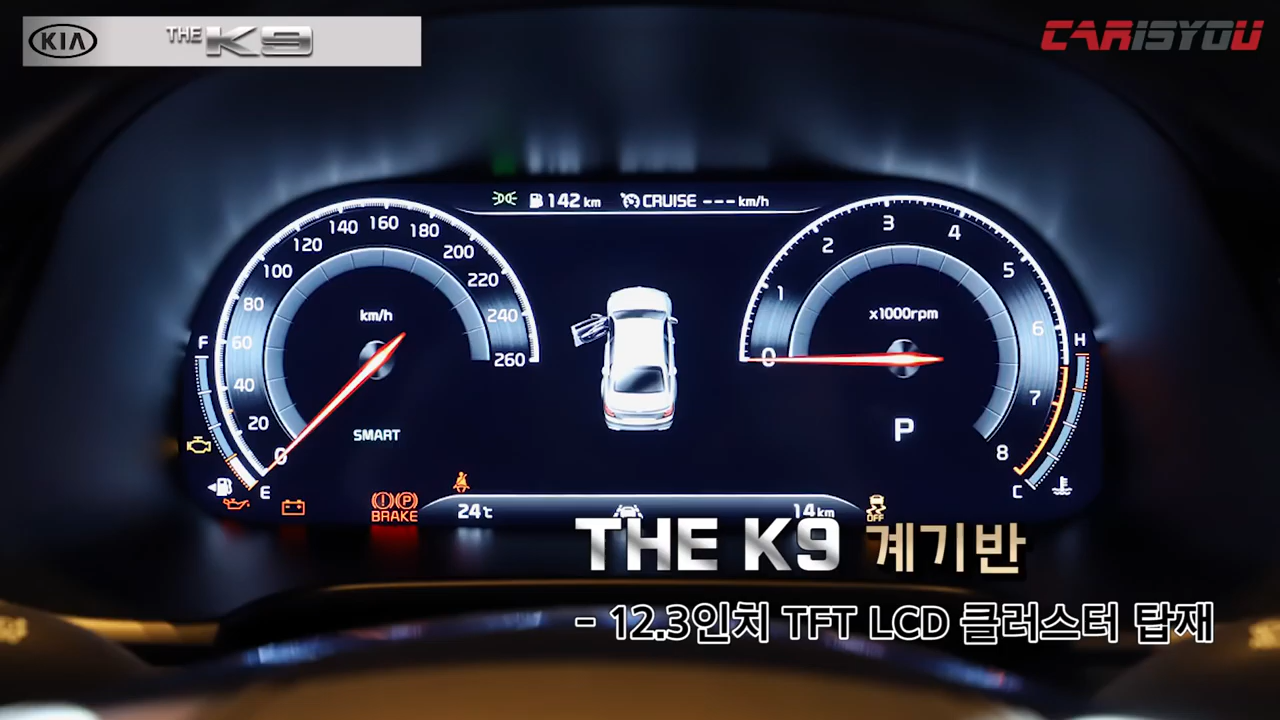 KIA THE K9
CARISYOU
142 km CRUISE --- km/h
0 20 40 60 80 100 120 140 160 180 200 220 240 260
km/h
SMART
F
E
0 1 2 3 4 5 6 7 8
x1000rpm
P
H
C
BRAKE
P
24℃
14 km
OFF
THE K9 계기반
- 12.3인치 TFT LCD 클러스터 탑재